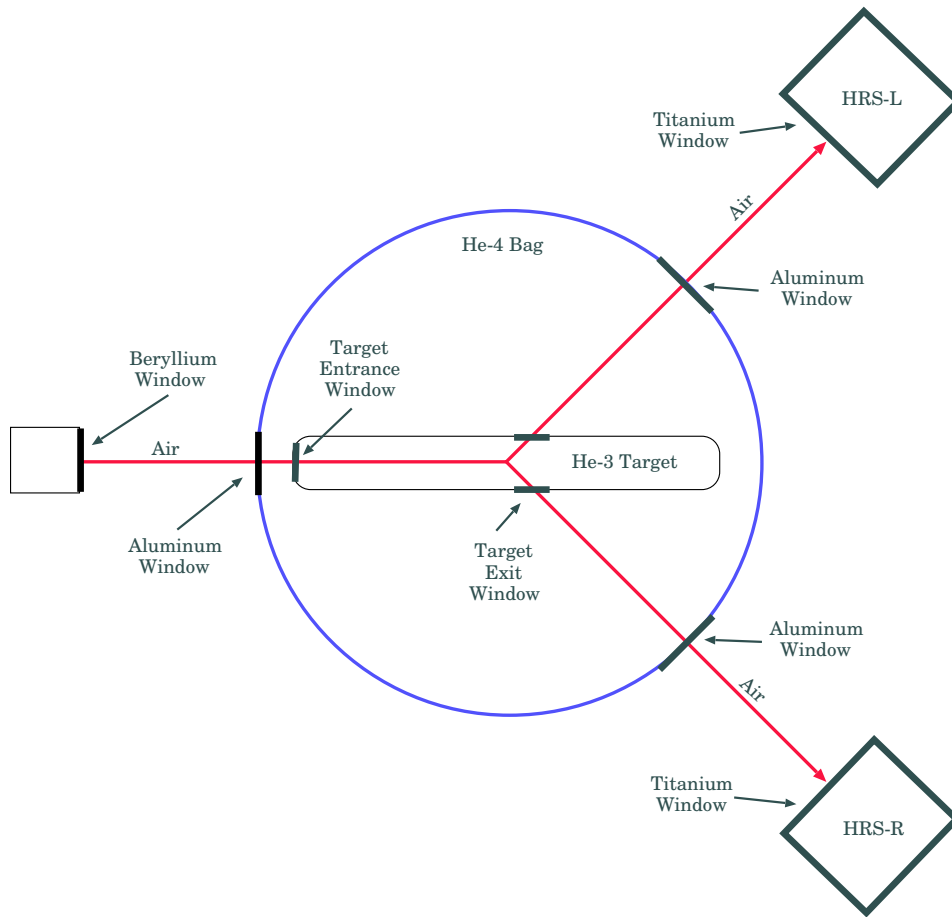 HRS-L
Titanium
Window
Air
He-4 Bag
Aluminum
Window
Target
Entrance
Window
Beryllium
Window
Air
He-3 Target
Aluminum
Window
Target
Exit
Window
Aluminum
Window
Air
Titanium
Window
HRS-R